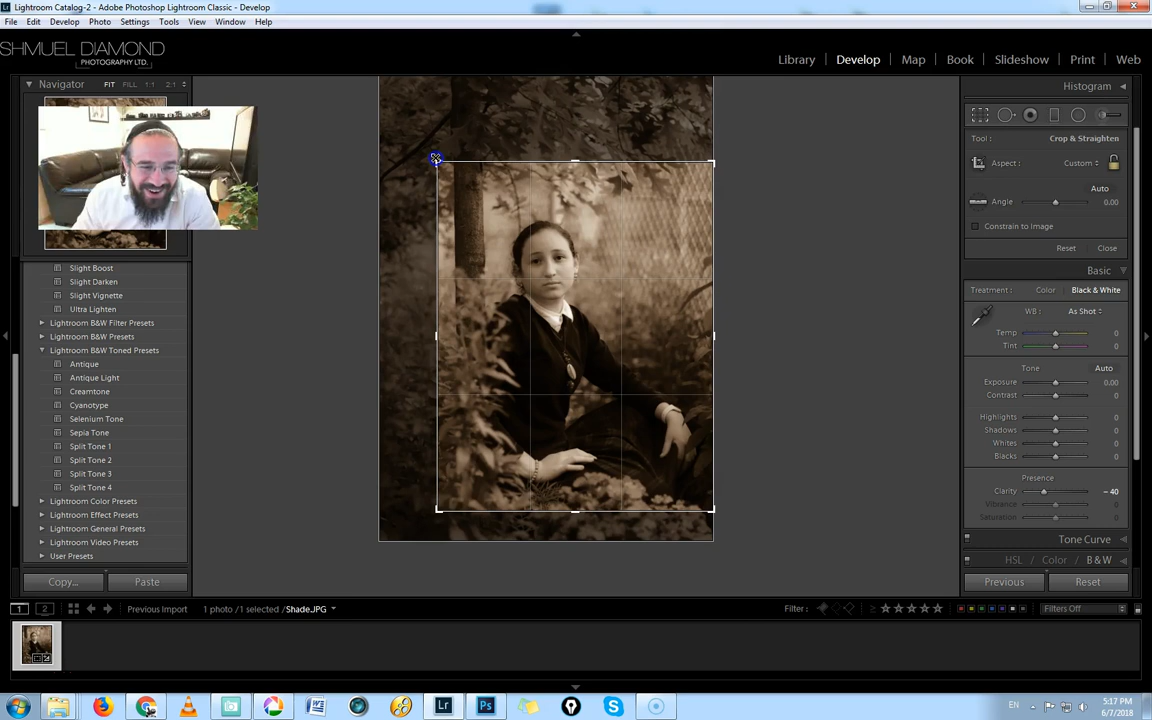 Lightroom Catalog-2 - Adobe Photoshop Lightroom Classic - Develop
File Edit Develop Photo Settings Tools View Window Help
SHMUEL DIAMOND
PHOTOGRAPHY LTD.
Library Develop Map Book Slideshow Print Web
Navigator FIT FILL 1:1 2:1
Slight Boost
Slight Darken
Slight Vignette
Ultra Lighten
Lightroom B&W Filter Presets
Lightroom B&W Presets
Lightroom B&W Toned Presets
Antique
Antique Light
Creamtone
Cyanotype
Selenium Tone
Sepia Tone
Split Tone 1
Split Tone 2
Split Tone 3
Split Tone 4
Lightroom Color Presets
Lightroom Effect Presets
Lightroom General Presets
Lightroom Video Presets
User Presets
Copy... Paste
Histogram
Tool : Crop & Straighten
Aspect : Custom
Auto
Angle 0.00
Constrain to Image
Reset Close
Basic
Treatment : Color Black & White
WB : As Shot
Temp 0
Tint 0
Tone Auto
Exposure 0.00
Contrast 0
Highlights 0
Shadows 0
Whites 0
Blacks 0
Presence
Clarity – 40
Vibrance 0
Saturation 0
Tone Curve
HSL / Color / B & W
Previous Reset
1 2 Previous Import 1 photo / 1 selected / Shade.JPG Filter : Filters Off
Lr Ps EN
5:17 PM
6/7/2018